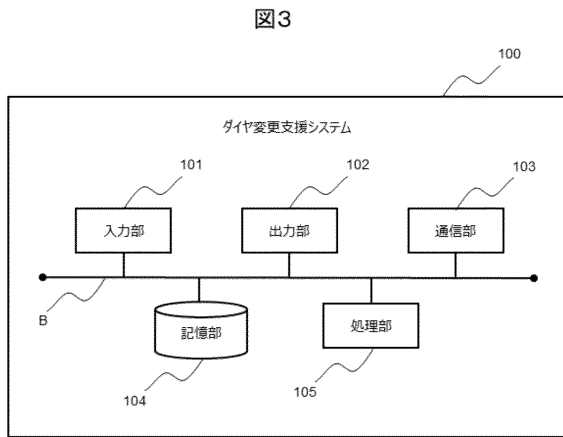 図3
100
ダイヤ変更支援システム
101
102
103
入力部
出力部
通信部
B
記憶部
処理部
104
105